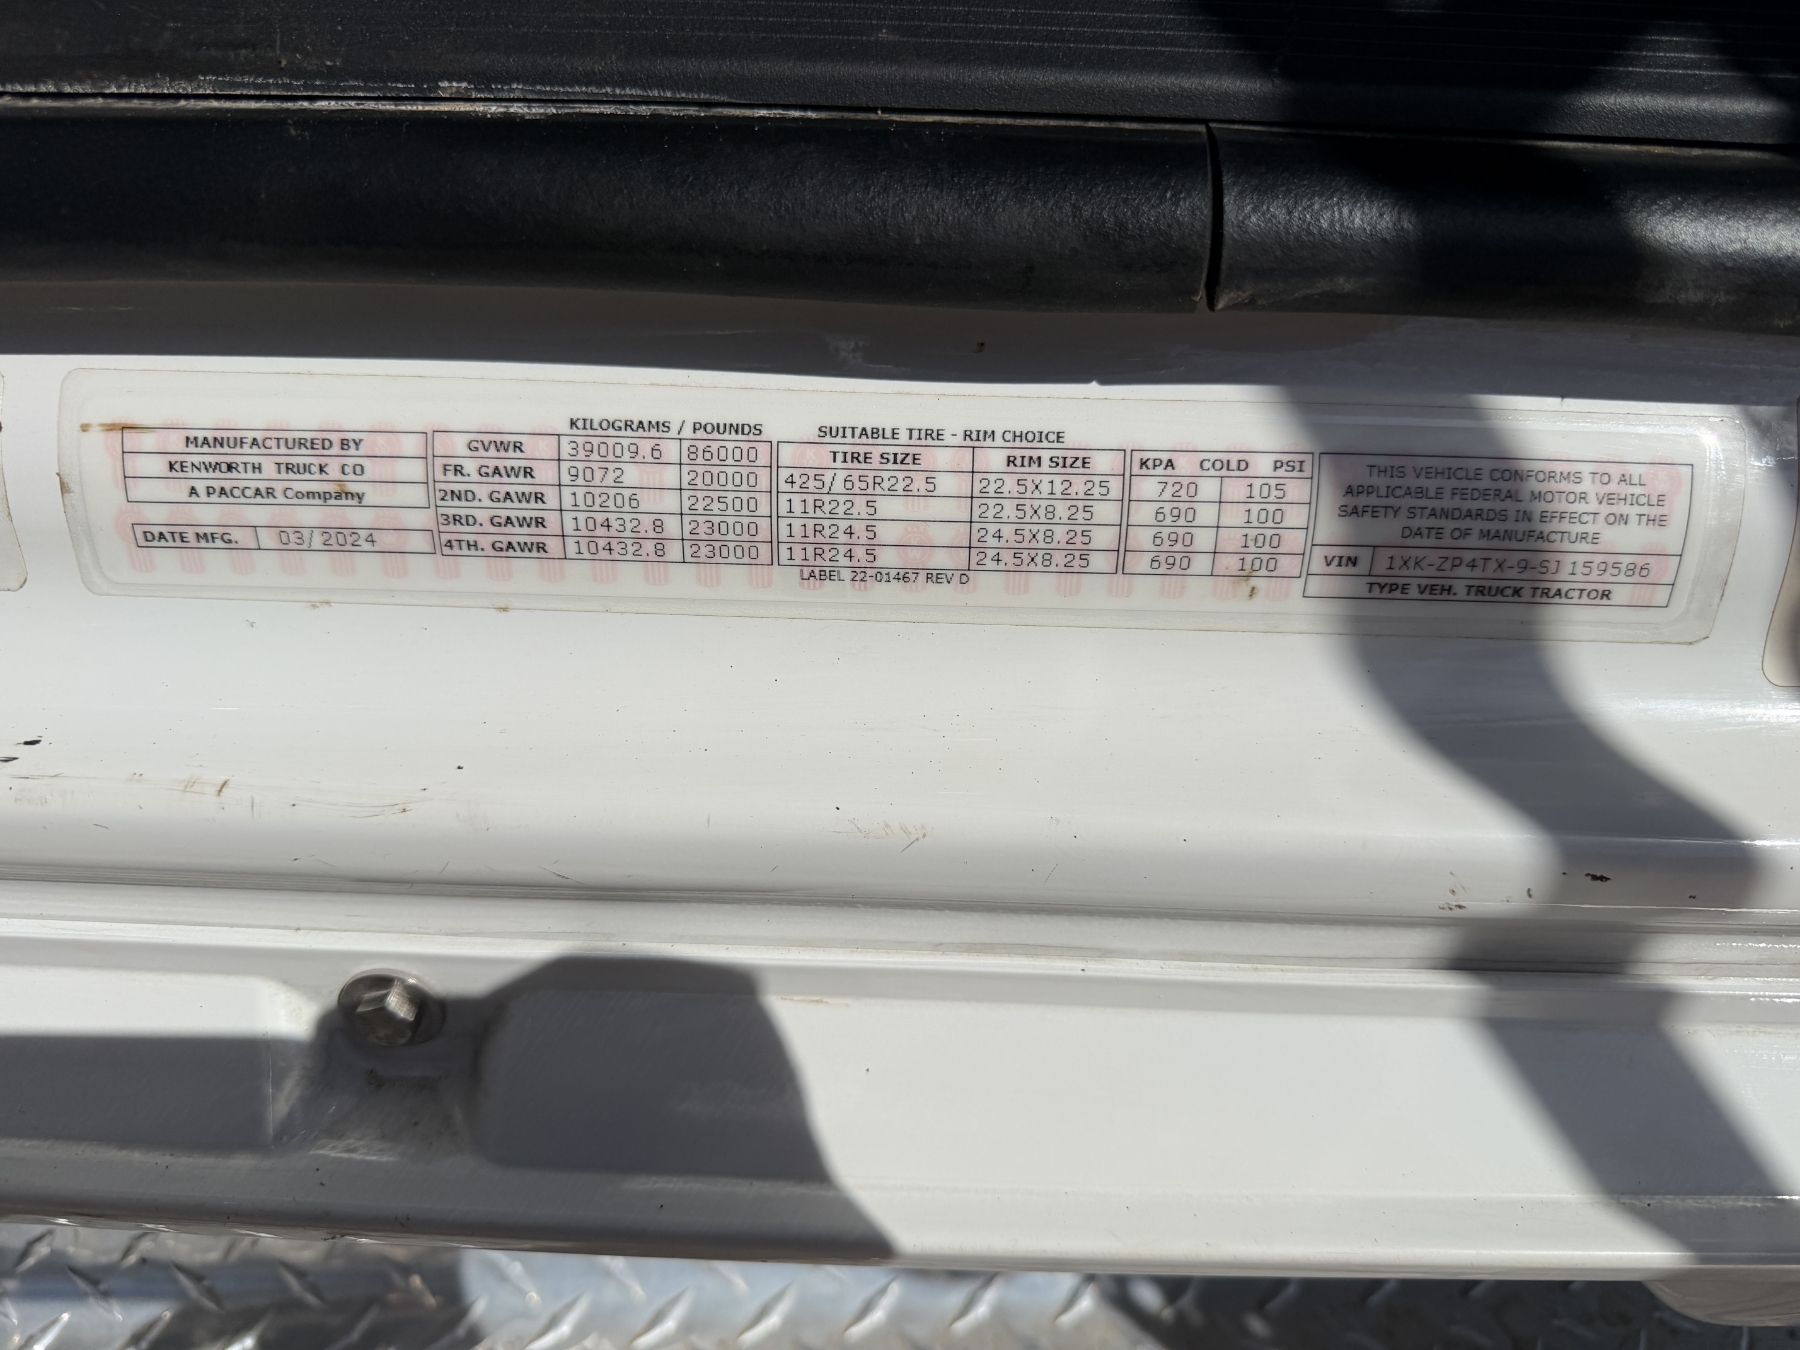 MANUFACTURED BY
KENWORTH TRUCK CO
A PACCAR Company
DATE MFG. 03/2024
KILOGRAMS / POUNDS
GVWR 39009.6 86000
FR. GAWR 9072 20000
2ND. GAWR 10206 22500
3RD. GAWR 10432.8 23000
4TH. GAWR 10432.8 23000
SUITABLE TIRE - RIM CHOICE
TIRE SIZE RIM SIZE KPA COLD PSI
425/65R22.5 22.5X12.25 720 105
11R22.5 22.5X8.25 690 100
11R24.5 24.5X8.25 690 100
11R24.5 24.5X8.25 690 100
LABEL 22-01467 REV D
THIS VEHICLE CONFORMS TO ALL
APPLICABLE FEDERAL MOTOR VEHICLE
SAFETY STANDARDS IN EFFECT ON THE
DATE OF MANUFACTURE
VIN 1XK-ZP4TX-9-SJ159586
TYPE VEH. TRUCK TRACTOR